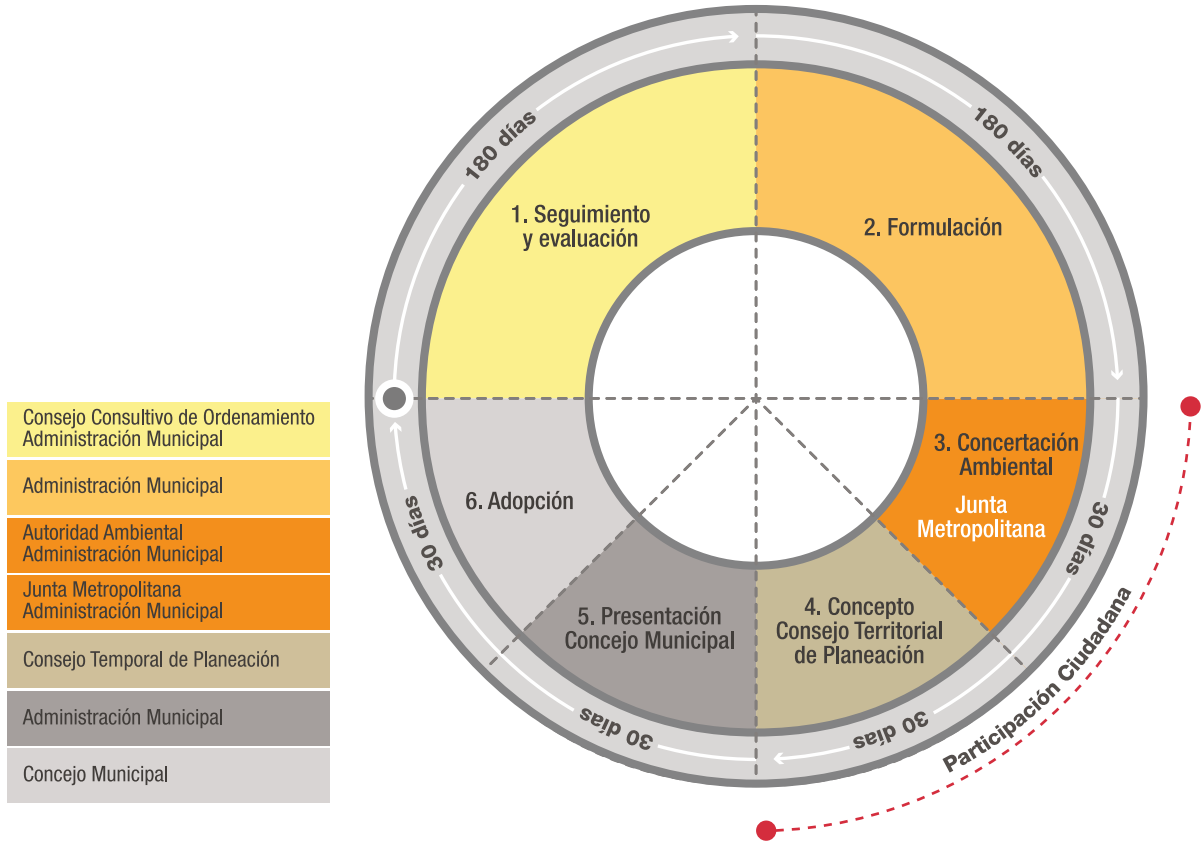 180 días
180 días
1. Seguimiento
y evaluación
2. Formulación
3. Concertación
Ambiental
Junta
Metropolitana
30 días
4. Concepto
Consejo Territorial
de Planeación
30 días
5. Presentación
Concejo Municipal
30 días
6. Adopción
30 días
Participación Ciudadana
Consejo Consultivo de Ordenamiento
Administración Municipal
Administración Municipal
Autoridad Ambiental
Administración Municipal
Junta Metropolitana
Administración Municipal
Consejo Temporal de Planeación
Administración Municipal
Concejo Municipal